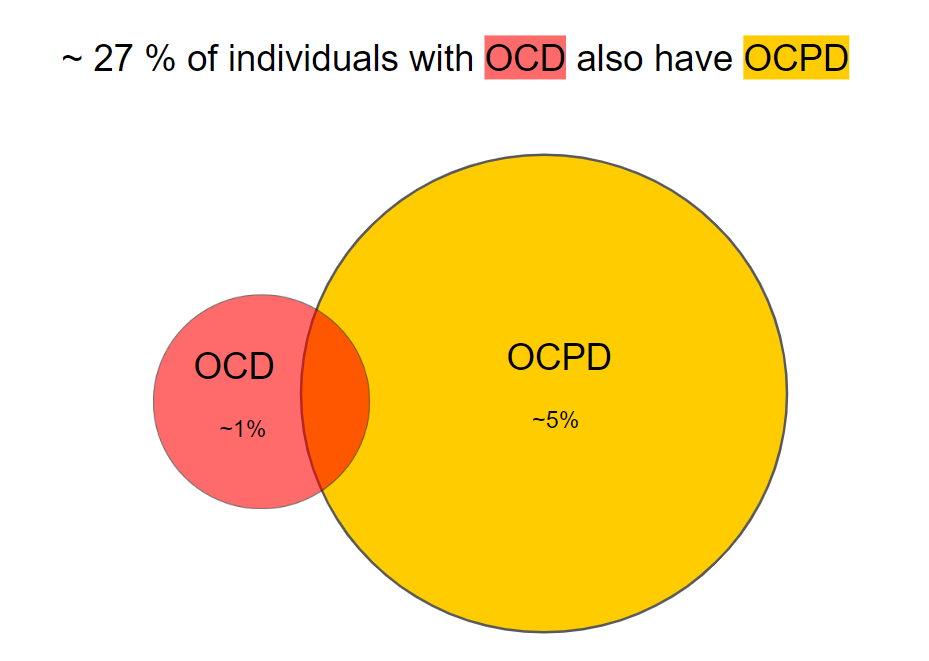 ~ 27 % of individuals with OCD also have OCPD
OCD
~1%
OCPD
~5%